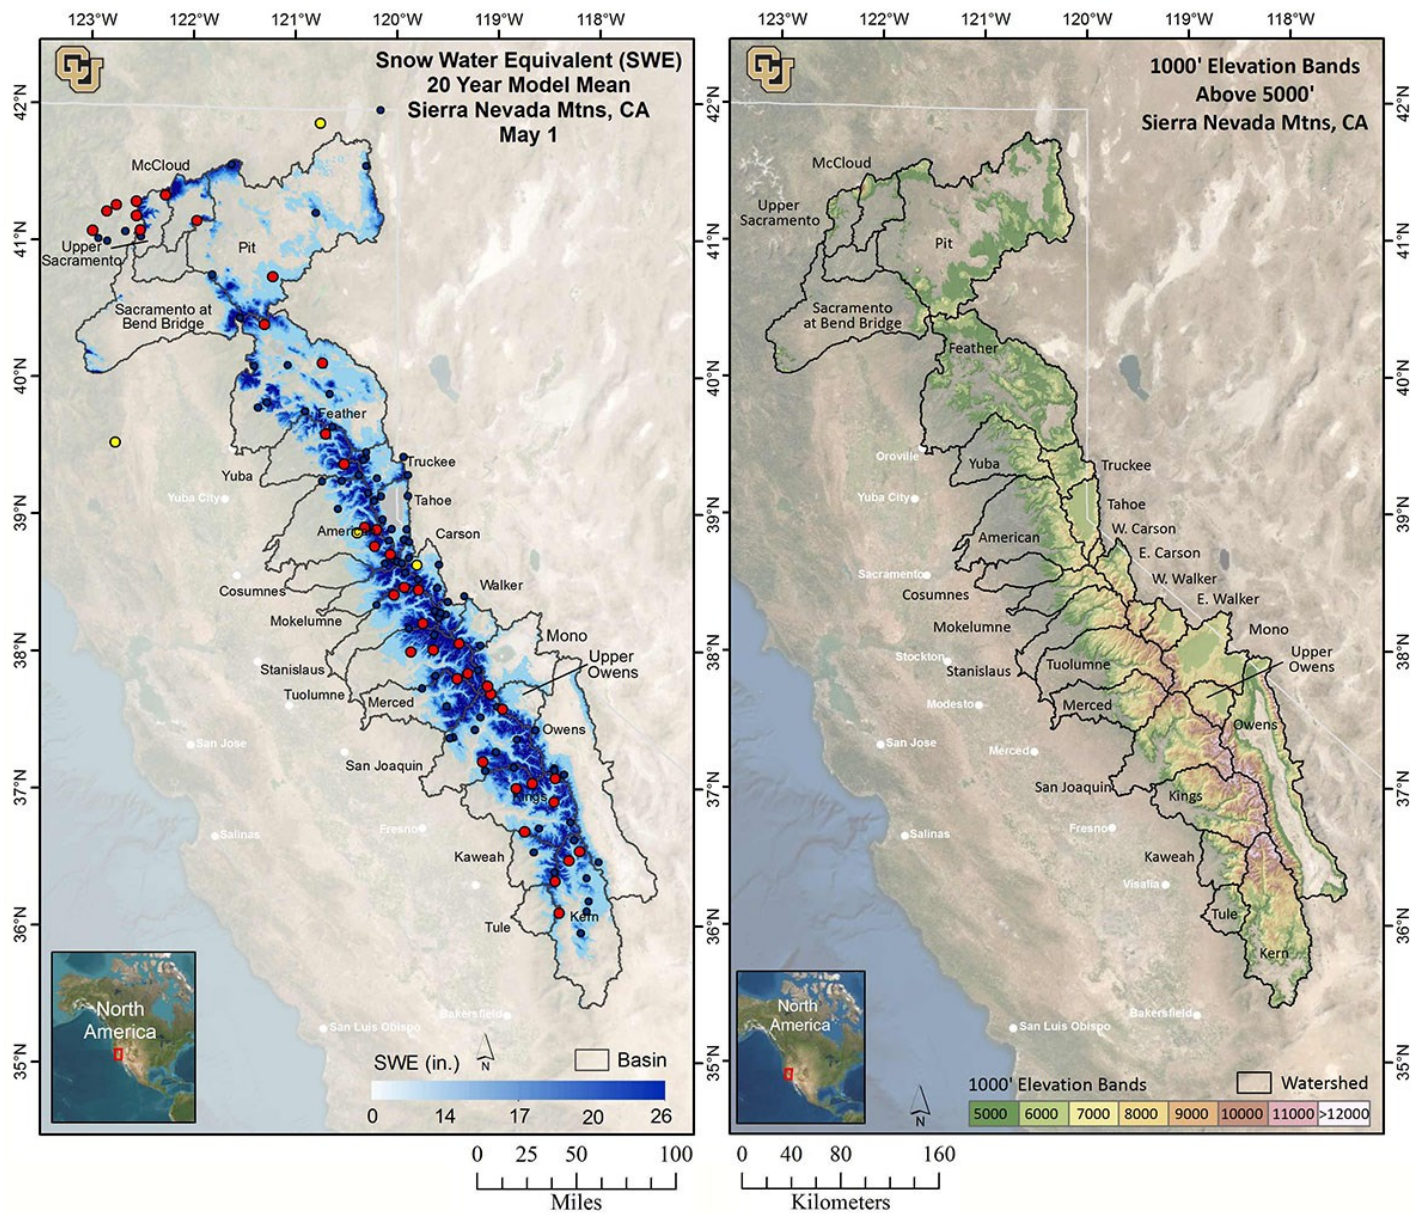 123°W 122°W 121°W 120°W 119°W 118°W
42°N
41°N
40°N
39°N
38°N
37°N
36°N
35°N
CU
Snow Water Equivalent (SWE)
20 Year Model Mean
Sierra Nevada Mtns, CA
May 1
McCloud
Upper
Sacramento
Pit
Sacramento at
Bend Bridge
Feather
Yuba
Truckee
Yuba City
Tahoe
American
Carson
Cosumnes
Walker
Mokelumne
Mono
Stanislaus
Upper
Owens
Tuolumne
Merced
Owens
San Jose
San Joaquin
Kings
Salinas
Fresno
Kaweah
Kern
Tule
Bakersfield
San Luis Obispo
North
America
N
SWE (in.)
Basin
0 14 17 20 26
0 25 50 100
Miles
123°W 122°W 121°W 120°W 119°W 118°W
42°N
41°N
40°N
39°N
38°N
37°N
36°N
35°N
CU
1000' Elevation Bands
Above 5000'
Sierra Nevada Mtns, CA
McCloud
Upper
Sacramento
Pit
Sacramento
at Bend Bridge
Feather
Oroville
Yuba
Truckee
Yuba City
Tahoe
W. Carson
American
E. Carson
Sacramento
W. Walker
Cosumnes
E. Walker
Mokelumne
Mono
Stockton
Upper
Owens
Stanislaus
Tuolumne
Modesto
Merced
Owens
San Jose
Merced
San Joaquin
Kings
Salinas
Fresno
Kaweah
Visalia
Tule
Kern
Bakersfield
San Luis Obispo
North
America
N
1000' Elevation Bands
Watershed
5000 6000 7000 8000 9000 10000 11000 >12000
0 40 80 160
Kilometers